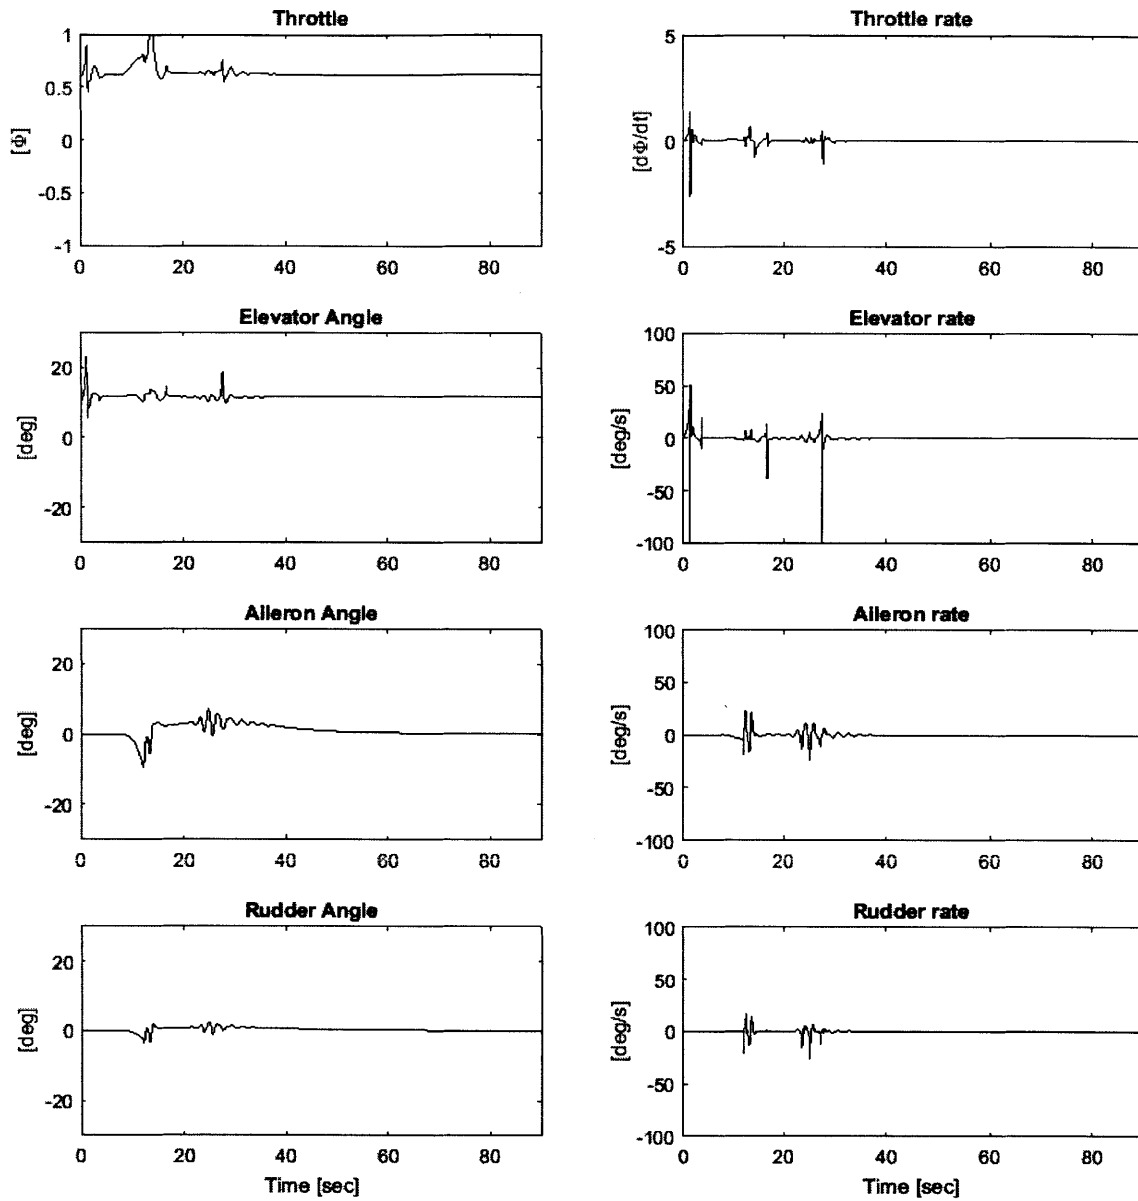 Throttle
1
0.5
0
-0.5
-1
[Φ]
0 20 40 60 80
Throttle rate
5
0
-5
[dΦ/dt]
0 20 40 60 80
Elevator Angle
20
0
-20
[deg]
0 20 40 60 80
Elevator rate
100
50
0
-50
-100
[deg/s]
0 20 40 60 80
Aileron Angle
20
0
-20
[deg]
0 20 40 60 80
Aileron rate
100
50
0
-50
-100
[deg/s]
0 20 40 60 80
Rudder Angle
20
0
-20
[deg]
0 20 40 60 80
Time [sec]
Rudder rate
100
50
0
-50
-100
[deg/s]
0 20 40 60 80
Time [sec]